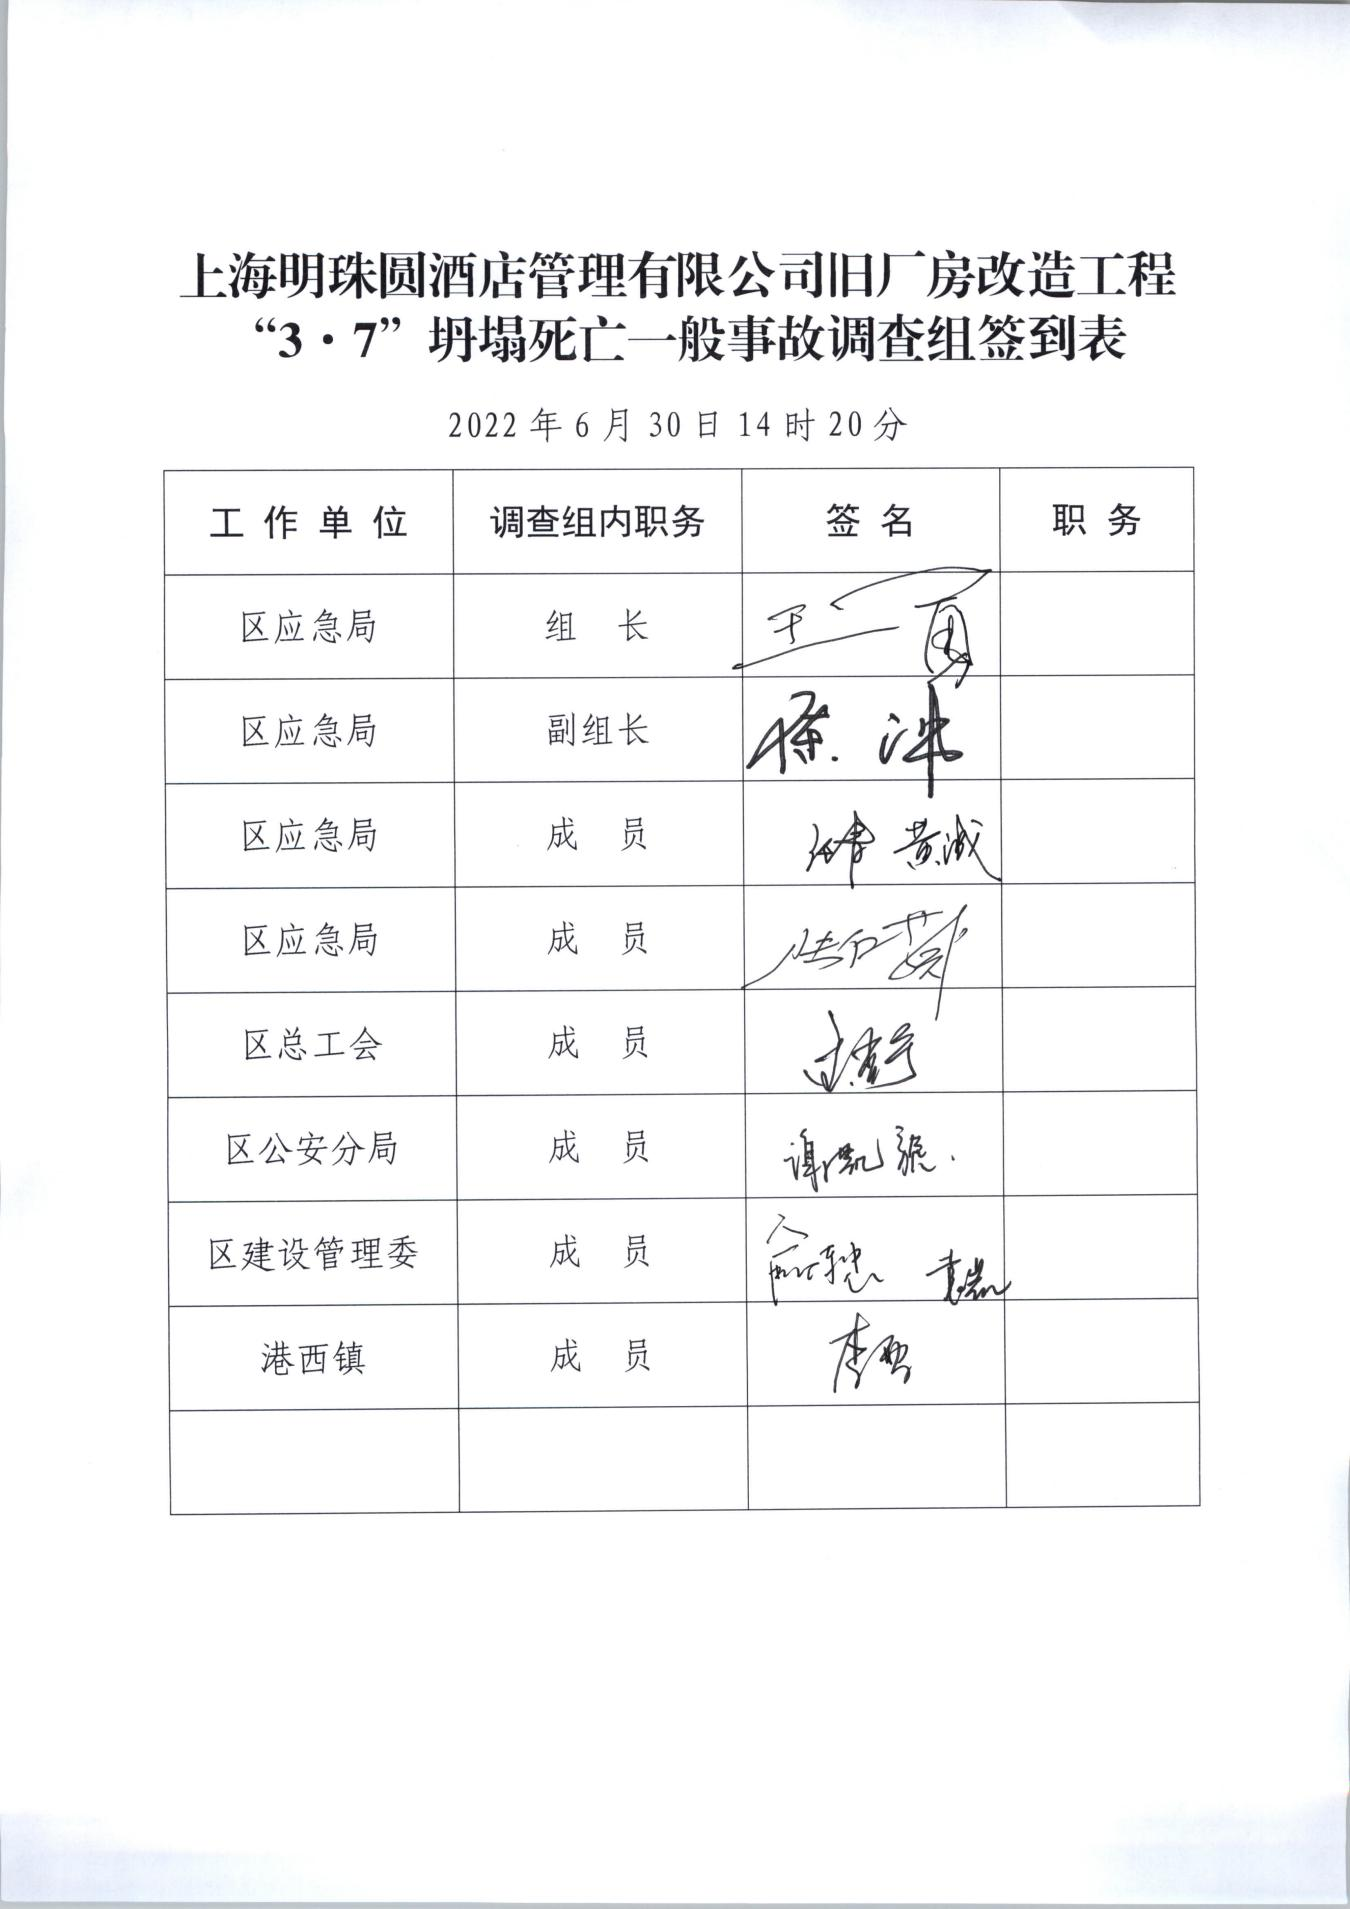 上海明珠圆酒店管理有限公司旧厂房改造工程
“3·7”坍塌死亡一般事故调查组签到表
2022年6月30日14时20分
工作单位 调查组内职务 签名 职务
区应急局 组长
区应急局 副组长
区应急局 成员 黄诚
区应急局 成员
区总工会 成员
区公安分局 成员
区建设管理委 成员
港西镇 成员